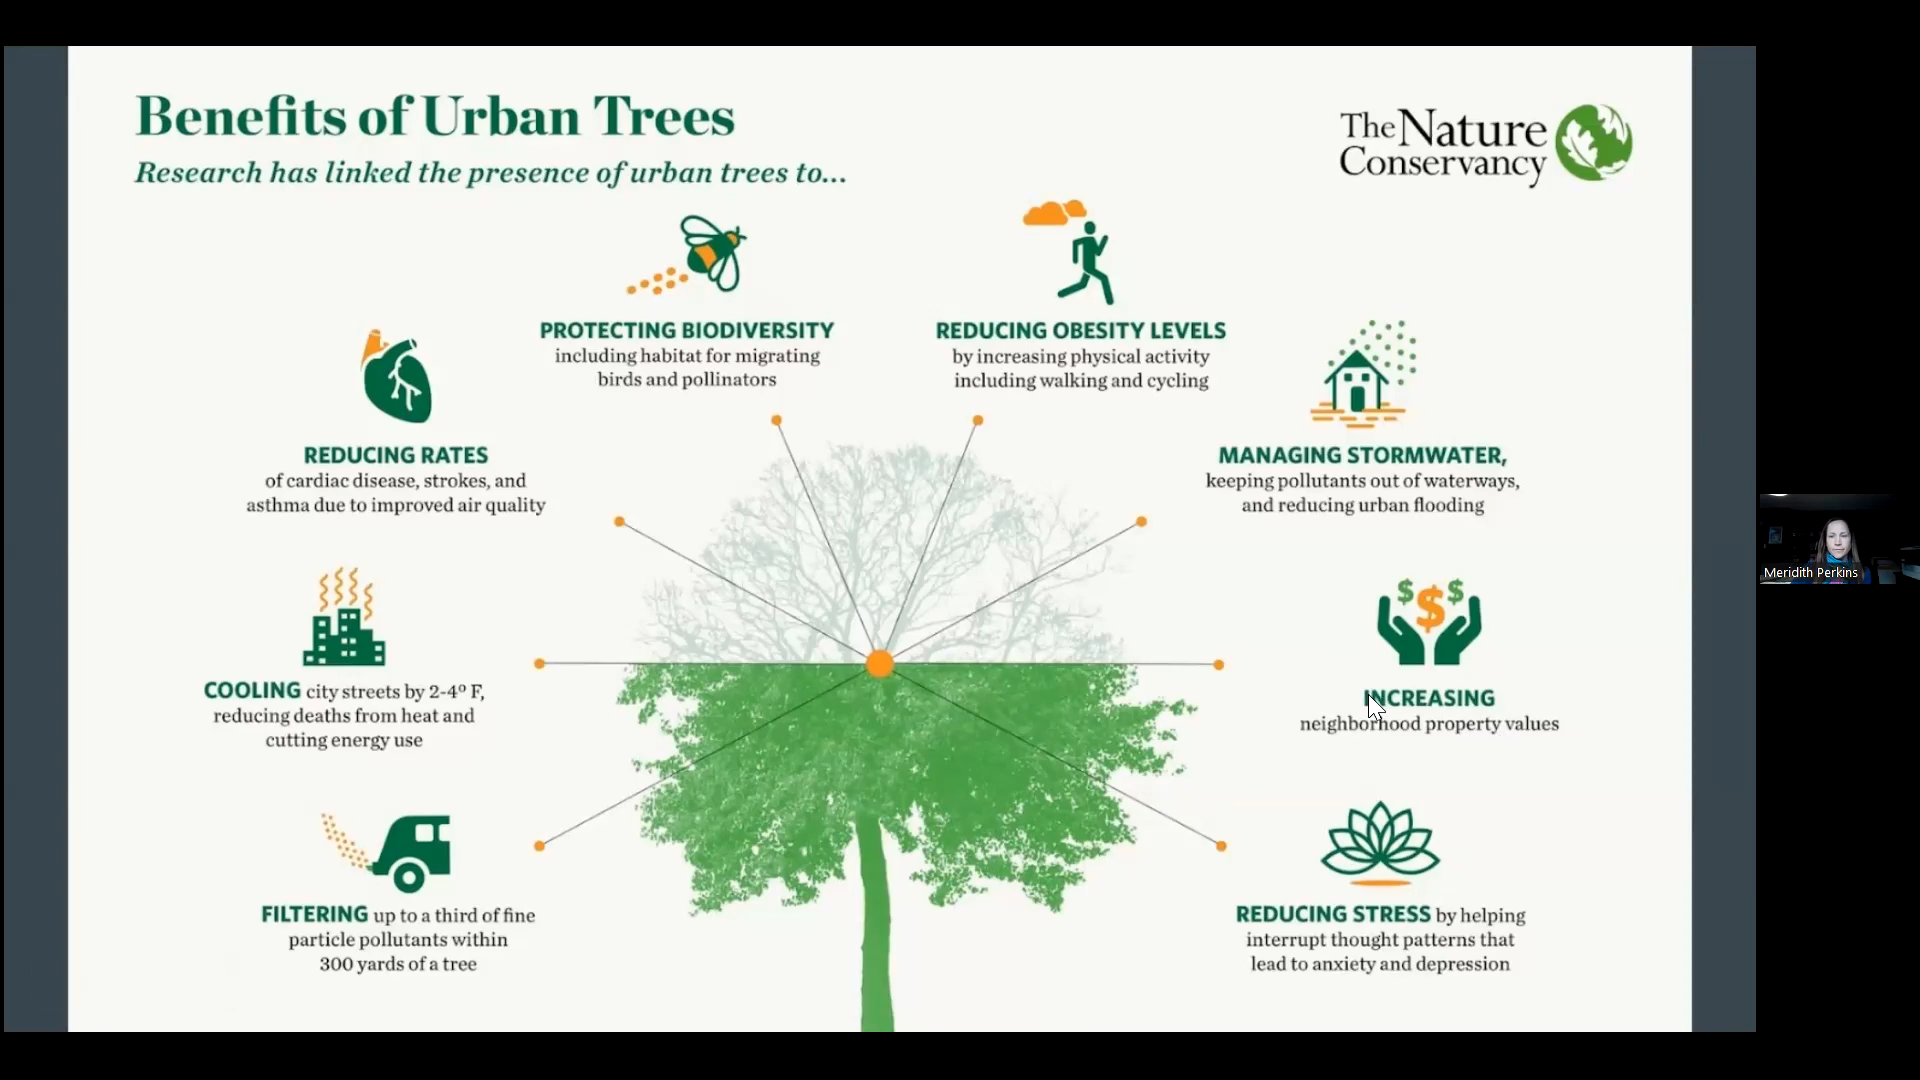 Benefits of Urban Trees
Research has linked the presence of urban trees to...
The Nature
Conservancy
PROTECTING BIODIVERSITY
including habitat for migrating
birds and pollinators
REDUCING OBESITY LEVELS
by increasing physical activity
including walking and cycling
REDUCING RATES
of cardiac disease, strokes, and
asthma due to improved air quality
MANAGING STORMWATER,
keeping pollutants out of waterways,
and reducing urban flooding
COOLING city streets by 2-4º F,
reducing deaths from heat and
cutting energy use
$ $ $
INCREASING
neighborhood property values
FILTERING up to a third of fine
particle pollutants within
300 yards of a tree
REDUCING STRESS by helping
interrupt thought patterns that
lead to anxiety and depression
Meridith Perkins